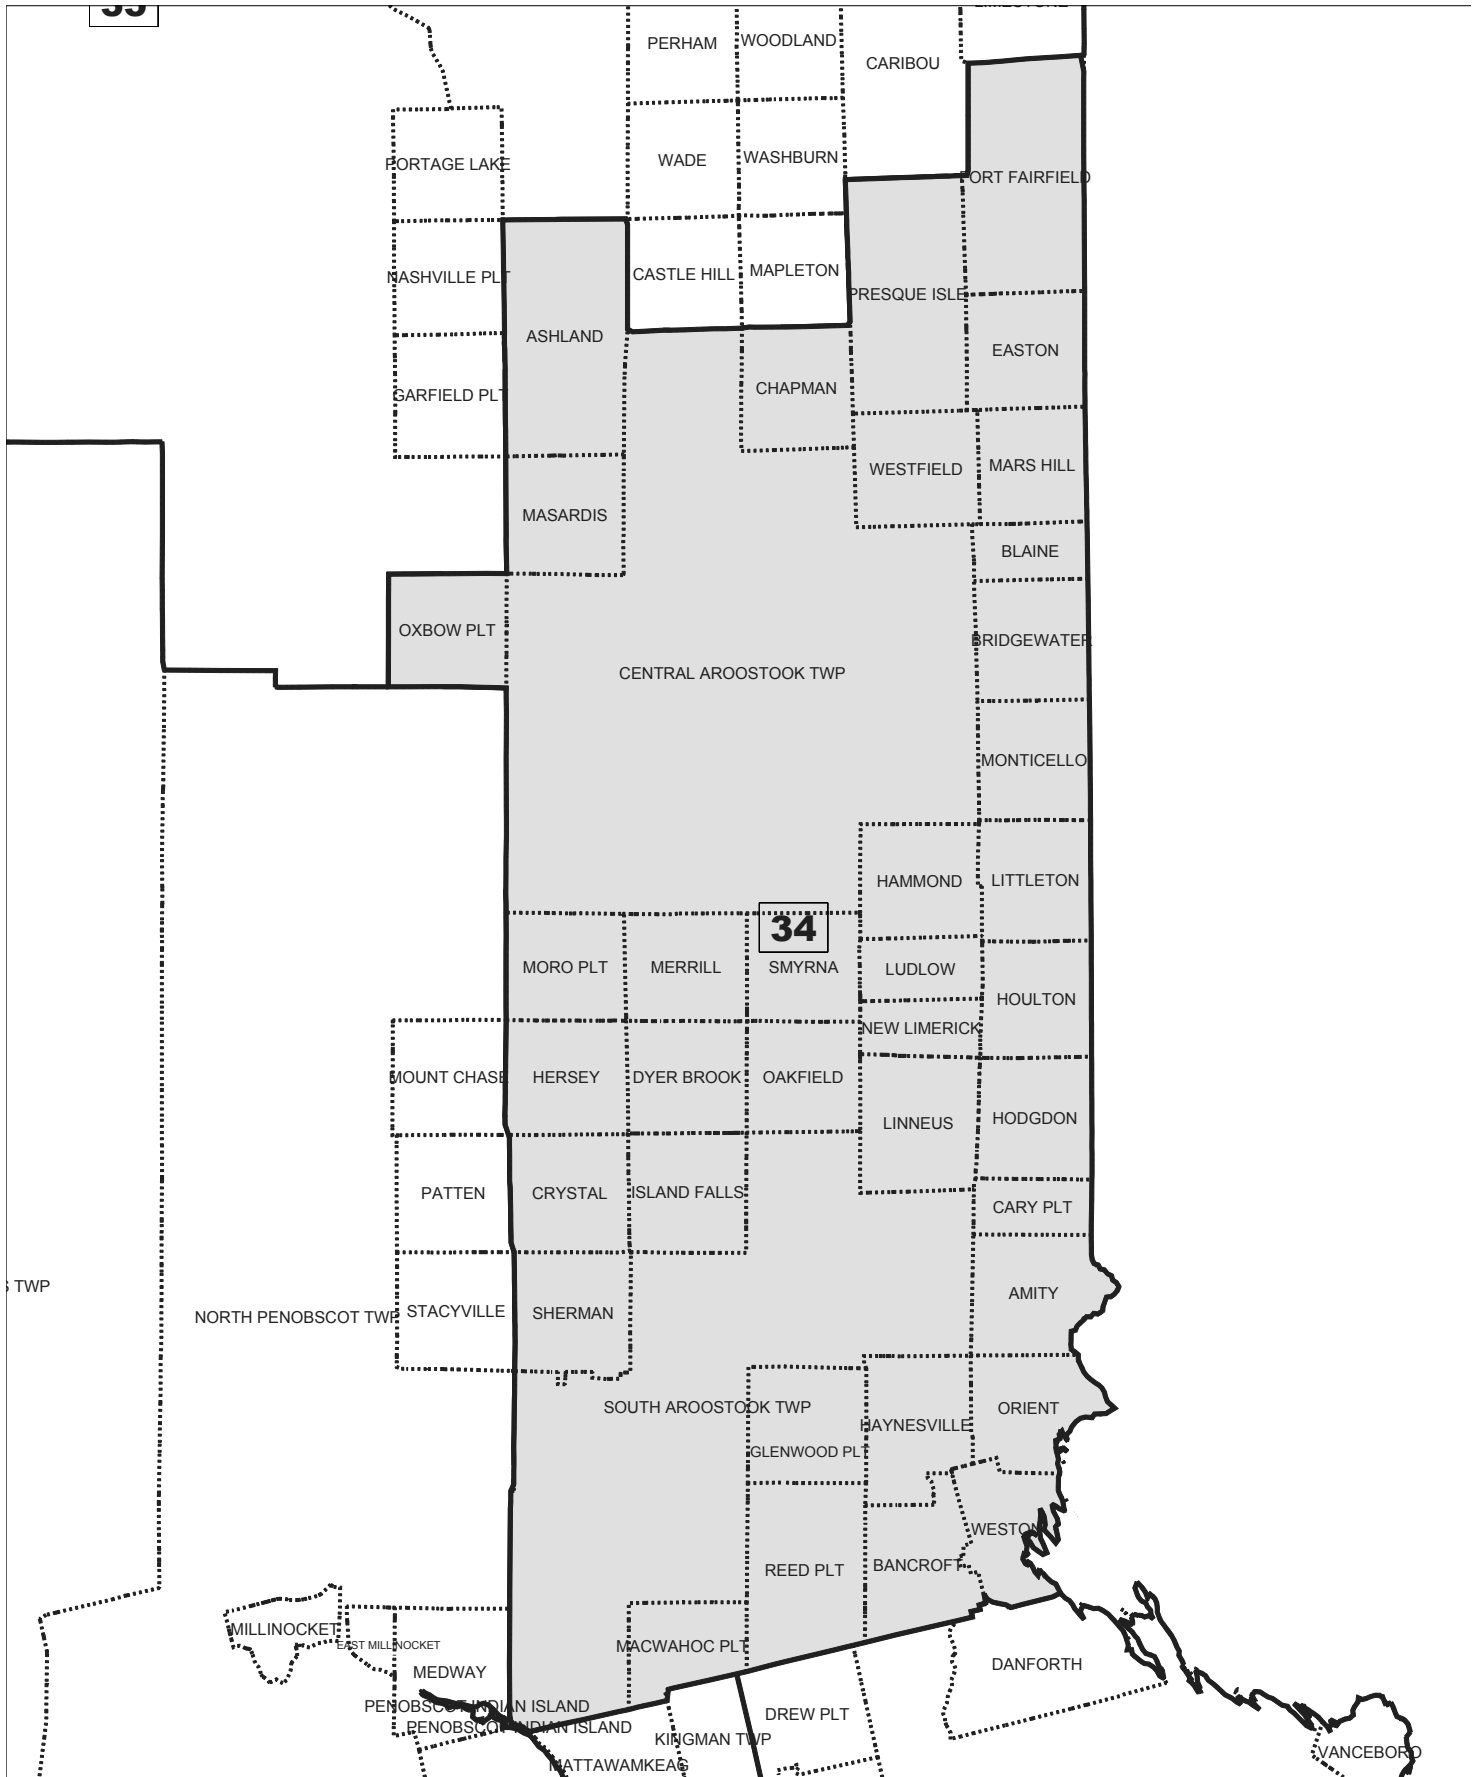 PERHAM
WOODLAND
CARIBOU
PORTAGE LAKE
WADE
WASHBURN
FORT FAIRFIELD
NASHVILLE PLT
CASTLE HILL
MAPLETON
PRESQUE ISLE
ASHLAND
EASTON
GARFIELD PLT
CHAPMAN
WESTFIELD
MARS HILL
MASARDIS
BLAINE
OXBOW PLT
BRIDGEWATER
CENTRAL AROOSTOOK TWP
MONTICELLO
HAMMOND
LITTLETON
34
MORO PLT
MERRILL
SMYRNA
LUDLOW
HOULTON
NEW LIMERICK
MOUNT CHASE
HERSEY
DYER BROOK
OAKFIELD
LINNEUS
HODGDON
PATTEN
CRYSTAL
ISLAND FALLS
CARY PLT
S TWP
AMITY
NORTH PENOBSCOT TWP
STACYVILLE
SHERMAN
SOUTH AROOSTOOK TWP
ORIENT
HAYNESVILLE
GLENWOOD PLT
WESTON
REED PLT
BANCROFT
MILLINOCKET
EAST MILLINOCKET
MACWAHOC PLT
MEDWAY
DANFORTH
PENOBSCOT INDIAN ISLAND
DREW PLT
PENOBSCOT INDIAN ISLAND
KINGMAN TWP
MATTAWAMKEAG
VANCEBORO